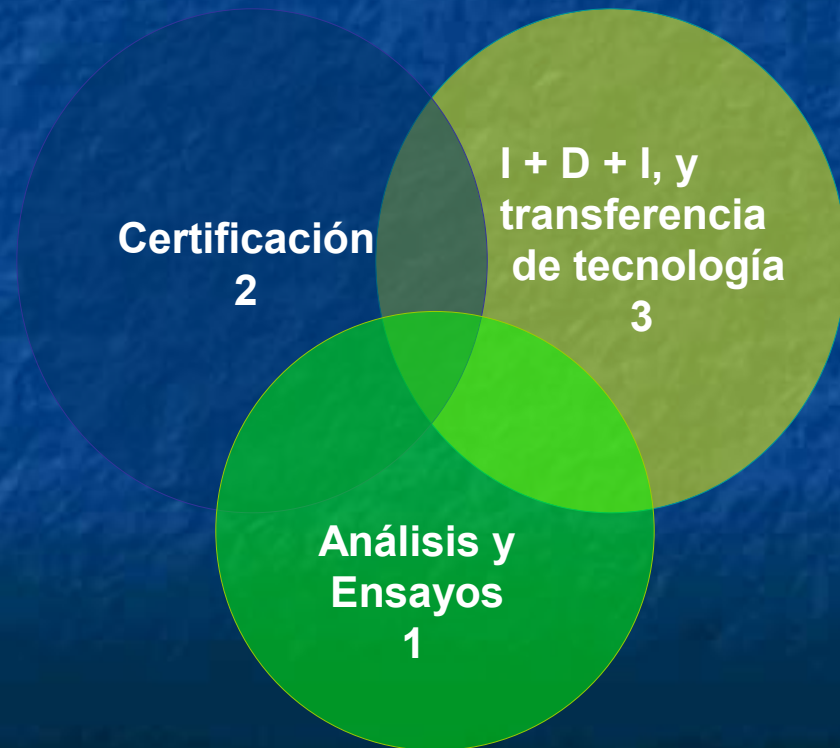 Certificación
2
I + D + I, y
transferencia
de tecnología
3
Análisis y
Ensayos
1